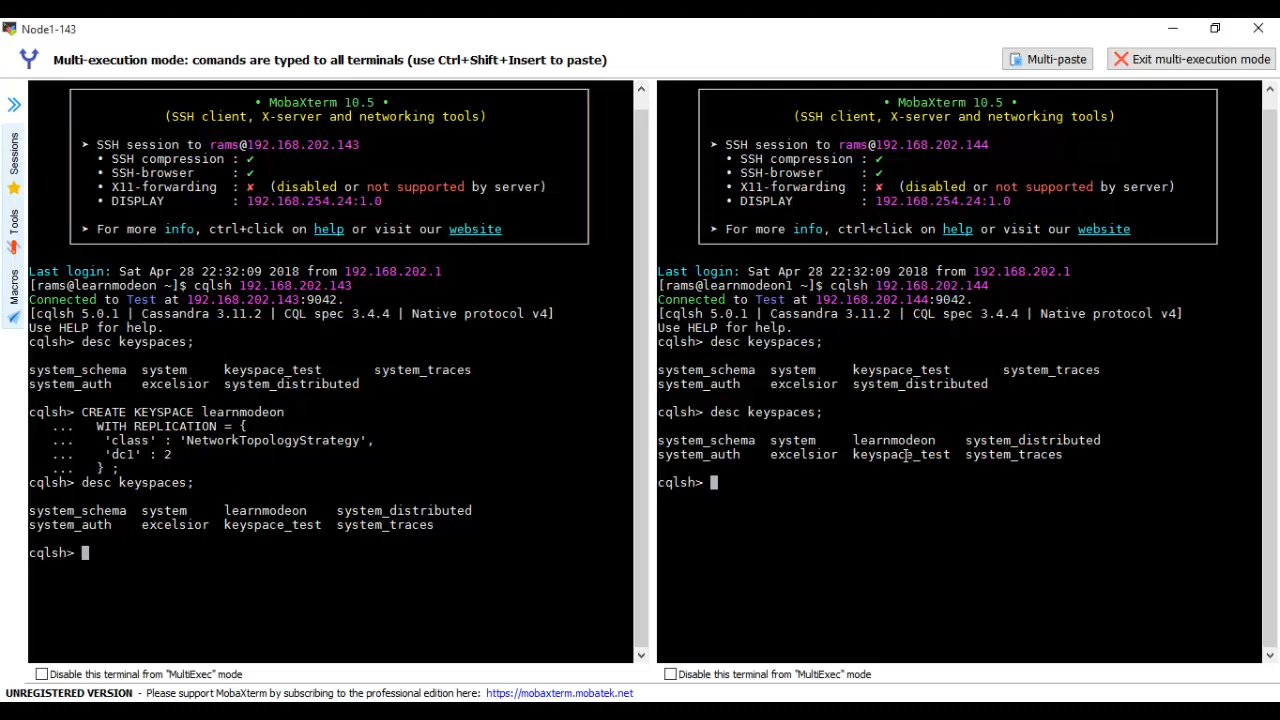 Node1-143
Multi-execution mode: comands are typed to all terminals (use Ctrl+Shift+Insert to paste)
Multi-paste
Exit multi-execution mode
Sessions
Tools
Macros
• MobaXterm 10.5 •
(SSH client, X-server and networking tools)
➤ SSH session to rams@192.168.202.143
• SSH compression : ✔
• SSH-browser : ✔
• X11-forwarding : ✘ (disabled or not supported by server)
• DISPLAY : 192.168.254.24:1.0
➤ For more info, ctrl+click on help or visit our website
Last login: Sat Apr 28 22:32:09 2018 from 192.168.202.1
[rams@learnmodeon ~]$ cqlsh 192.168.202.143
Connected to Test at 192.168.202.143:9042.
[cqlsh 5.0.1 | Cassandra 3.11.2 | CQL spec 3.4.4 | Native protocol v4]
Use HELP for help.
cqlsh> desc keyspaces;
system_schema system keyspace_test system_traces
system_auth excelsior system_distributed
cqlsh> CREATE KEYSPACE learnmodeon
... WITH REPLICATION = {
... 'class' : 'NetworkTopologyStrategy',
... 'dc1' : 2
... } ;
cqlsh> desc keyspaces;
system_schema system learnmodeon system_distributed
system_auth excelsior keyspace_test system_traces
cqlsh>
Disable this terminal from "MultiExec" mode
• MobaXterm 10.5 •
(SSH client, X-server and networking tools)
➤ SSH session to rams@192.168.202.144
• SSH compression : ✔
• SSH-browser : ✔
• X11-forwarding : ✘ (disabled or not supported by server)
• DISPLAY : 192.168.254.24:1.0
➤ For more info, ctrl+click on help or visit our website
Last login: Sat Apr 28 22:32:09 2018 from 192.168.202.1
[rams@learnmodeon1 ~]$ cqlsh 192.168.202.144
Connected to Test at 192.168.202.144:9042.
[cqlsh 5.0.1 | Cassandra 3.11.2 | CQL spec 3.4.4 | Native protocol v4]
Use HELP for help.
cqlsh> desc keyspaces;
system_schema system keyspace_test system_traces
system_auth excelsior system_distributed
cqlsh> desc keyspaces;
system_schema system learnmodeon system_distributed
system_auth excelsior keyspace_test system_traces
cqlsh>
Disable this terminal from "MultiExec" mode
UNREGISTERED VERSION - Please support MobaXterm by subscribing to the professional edition here: https://mobaxterm.mobatek.net